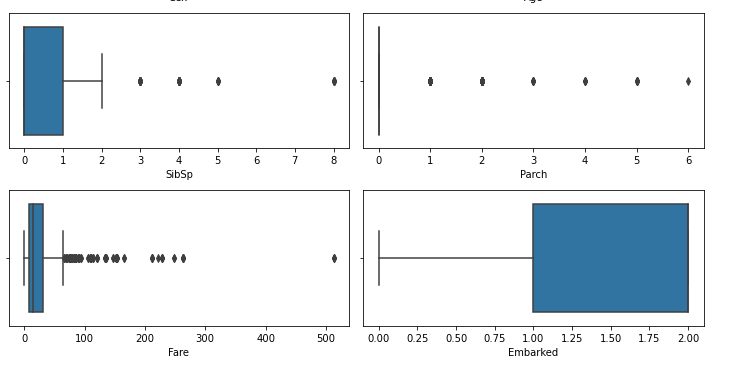 0 1 2 3 4 5 6 7 8
SibSp
0 1 2 3 4 5 6
Parch
0 100 200 300 400 500
Fare
0.00 0.25 0.50 0.75 1.00 1.25 1.50 1.75 2.00
Embarked